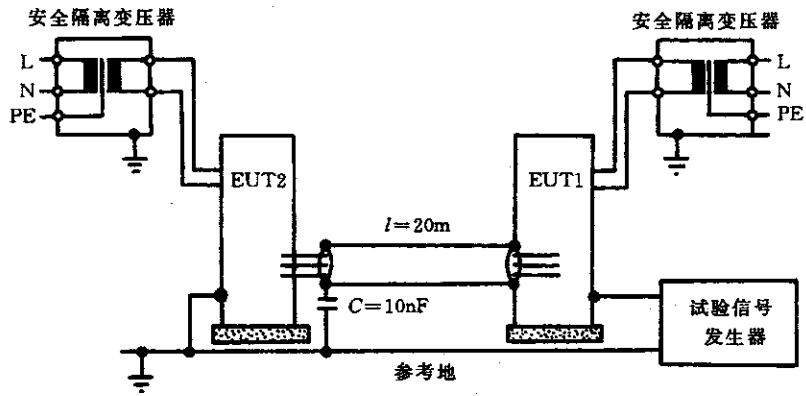 安全隔离变压器
安全隔离变压器
L
N
PE
L
N
PE
EUT2
EUT1
l=20m
C=10nF
试验信号
发生器
参考地